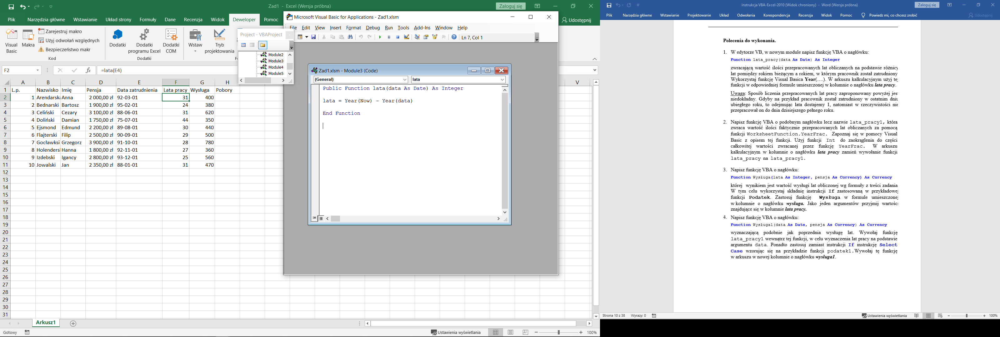 Zad1 - Excel (Wersja próbna)
Zaloguj się
Plik Narzędzia główne Wstawianie Układ strony Formuły Dane Recenzja Widok Deweloper Pomoc
Udostępnij
Visual Basic
Makra
Zarejestruj makro
Użyj odwołań względnych
Bezpieczeństwo makr
Kod
Dodatki
Dodatki programu Excel
Dodatki COM
Dodatki
Wstaw
Tryb projektowania
F2
=lata(E4)
A B C D E F G H V
1 L.p. Nazwisko Imię Pensja Data zatrudnienia Lata pracy Wysługa Pobory
2 1 Arendarska Anna 2 000,00 zł 92-03-01 31 400
3 2 Bednarski Bartosz 1 900,00 zł 95-02-01 24 380
4 3 Celiński Cezary 3 100,00 zł 88-06-01 31 620
5 4 Doliński Damian 1 750,00 zł 75-07-01 44 350
6 5 Ejsmond Edmund 2 200,00 zł 89-08-01 30 440
7 6 Flajterski Filip 2 500,00 zł 90-09-01 29 500
8 7 Gocławksi Grzegorz 3 900,00 zł 91-10-01 28 780
9 8 Holenders Hanna 1 800,00 zł 92-11-01 27 360
10 9 Izdebski Igancy 2 800,00 zł 93-12-01 25 560
11 10 Jowalski Jan 2 350,00 zł 88-01-01 31 470
12
13
14
15
16
17
18
19
20
21
22
23
24
25
26
27
28
29
30
31
Arkusz1
Gotowy
Ustawienia wyświetlania
100%
Project - VBAProject
Module2
Module3
Module4
Module5
Microsoft Visual Basic for Applications - Zad1.xlsm
File Edit View Insert Format Debug Run Tools Add-Ins Window Help
Ln 7, Col 1
Zad1.xlsm - Module3 (Code)
(General)
lata
Public Function lata(data As Date) As Integer
lata = Year(Now) - Year(data)
End Function
Instrukcja VBA-Excel-2010 (Widok chroniony) - Word (Wersja próbna)
Zaloguj się
Plik Narzędzia główne Wstawianie Projektowanie Układ Odwołania Korespondencja Recenzja Widok Pomoc Powiedz mi, co chcesz zrobić
Udostępnij
Polecenia do wykonania.
1. W edytorze VB, w nowym module napisz funkcję VBA o nagłówku:
Function lata_pracy(data As Date) As Integer
zwracającą wartość ilości przepracowanych lat obliczanych na podstawie różnicy
lat pomiędzy rokiem bieżącym a rokiem, w którym pracownik został zatrudniony
Wykorzystaj funkcję Visual Basica Year(….). W arkuszu kalkulacyjnym użyj tej
funkcji w odpowiedniej formule umieszczonej w kolumnie o nagłówku lata pracy.
Uwaga: Sposób liczenia przepracowanych lat pracy zaproponowany powyżej jest
niedokładny. Gdyby na przykład pracownik został zatrudniony w ostatnim dniu
ubiegłego roku, to odejmując lata dostajemy 1, natomiast w rzeczywistości nie
przepracował on do dnia dzisiejszego pełnego roku.
2. Napisz funkcję VBA o podobnym nagłówku lecz nazwie lata_pracy1, która
zwraca wartość ilości faktycznie przepracowanych lat obliczanych za pomocą
funkcji WorksheetFunction.YearFrac. Zapoznaj się w pomocy Visual
Basic z opisem tej funkcji. Użyj funkcji Int do zaokrąglenia do części
całkowitej wartości zwracanej przez funkcję YearFrac. W arkuszu
kalkulacyjnym w kolumnie o nagłówku lata pracy zamień wywołanie funkcji
lata_pracy na lata_pracy1.
3. Napisz funkcję VBA o nagłówku:
Function Wysługa(lata As Integer, pensja As Currency) As Currency
której wynikiem jest wartość wysługi lat obliczonej wg formuły z treści zadania.
W tym celu wykorzystaj składnię instrukcji If zastosowaną w przykładowej
funkcji Podatek. Zastosuj funkcję Wysługa w formule umieszczonej
w kolumnie o nagłówku wysługa. Jako jeden argumentów przyjmij wartości
znajdujące się w kolumnie lata pracy.
4. Napisz funkcję VBA o nagłówku:
Function Wysługa1(data As Date, pensja As Currency) As Currency
wyznaczającą podobnie jak poprzednia wysługę lat. Wywołaj funkcję
lata_pracy1 wewnątrz tej funkcji, w celu wyznaczenia lat pracy na podstawie
argumentu data. Ponadto zastosuj zamiast instrukcji If instrukcję Select
Case wzorując się na przykładzie funkcji podatek1.Wywołaj tę funkcję
w arkuszu w nowej kolumnie o nagłówku wysługa1.
Strona 10 z 38 Wyrazy: 0
Ustawienia wyświetlania
100%